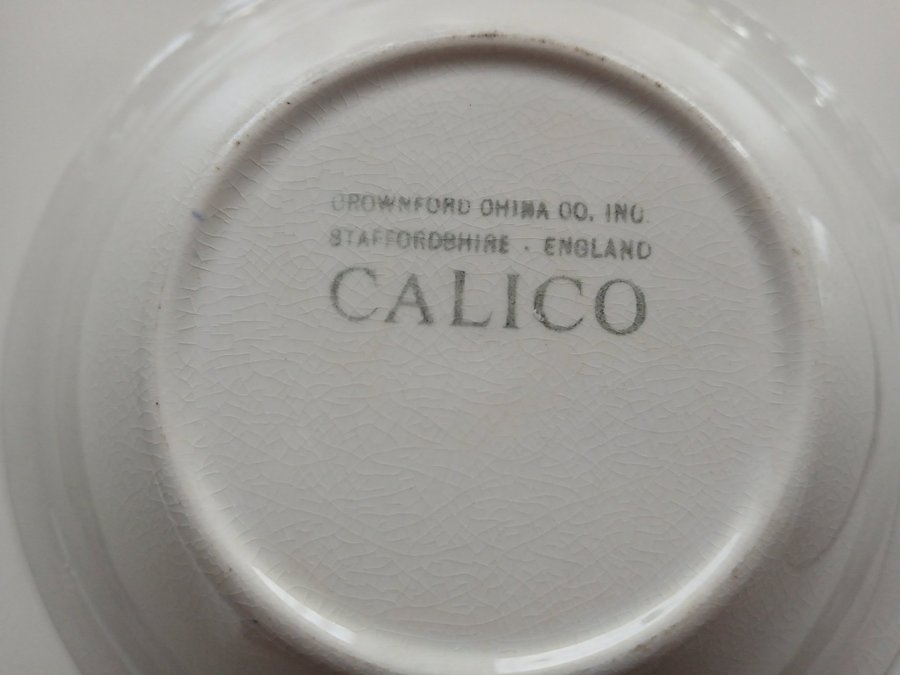 CROWNFORD CHINA CO. INC.
STAFFORDSHIRE · ENGLAND
CALICO